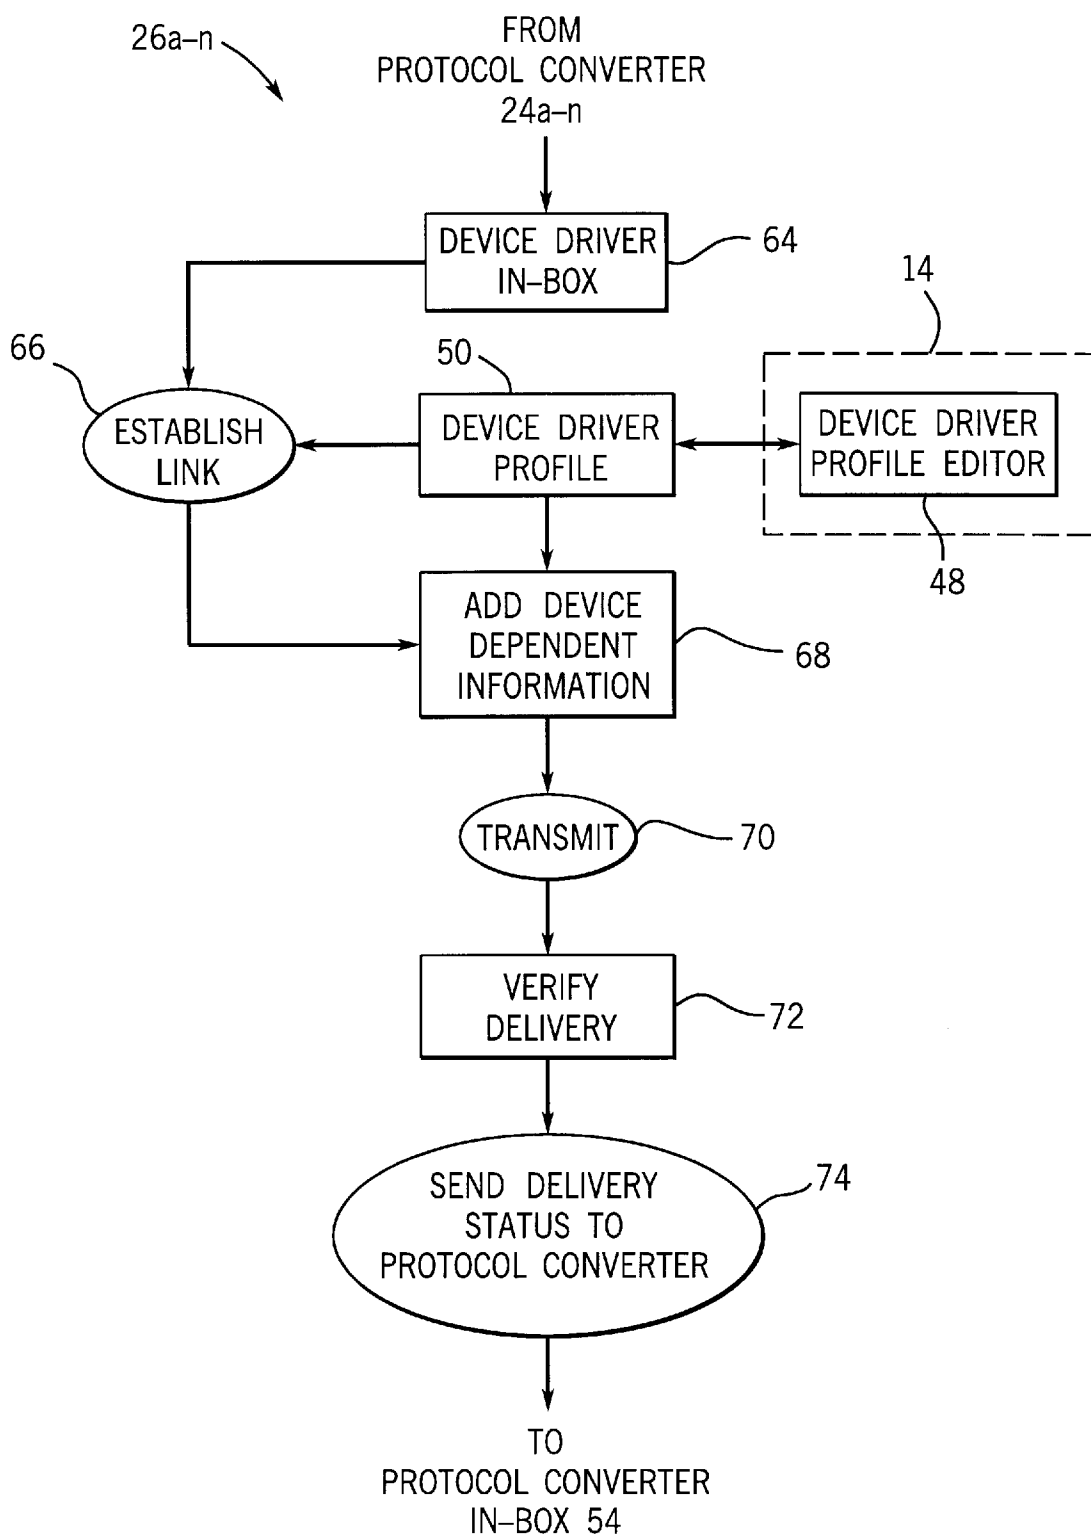 26a–n
FROM
PROTOCOL CONVERTER
24a–n
DEVICE DRIVER
IN–BOX
64
14
66
50
ESTABLISH
LINK
DEVICE DRIVER
PROFILE
DEVICE DRIVER
PROFILE EDITOR
48
ADD DEVICE
DEPENDENT
INFORMATION
68
TRANSMIT
70
VERIFY
DELIVERY
72
SEND DELIVERY
STATUS TO
PROTOCOL CONVERTER
74
TO
PROTOCOL CONVERTER
IN–BOX 54